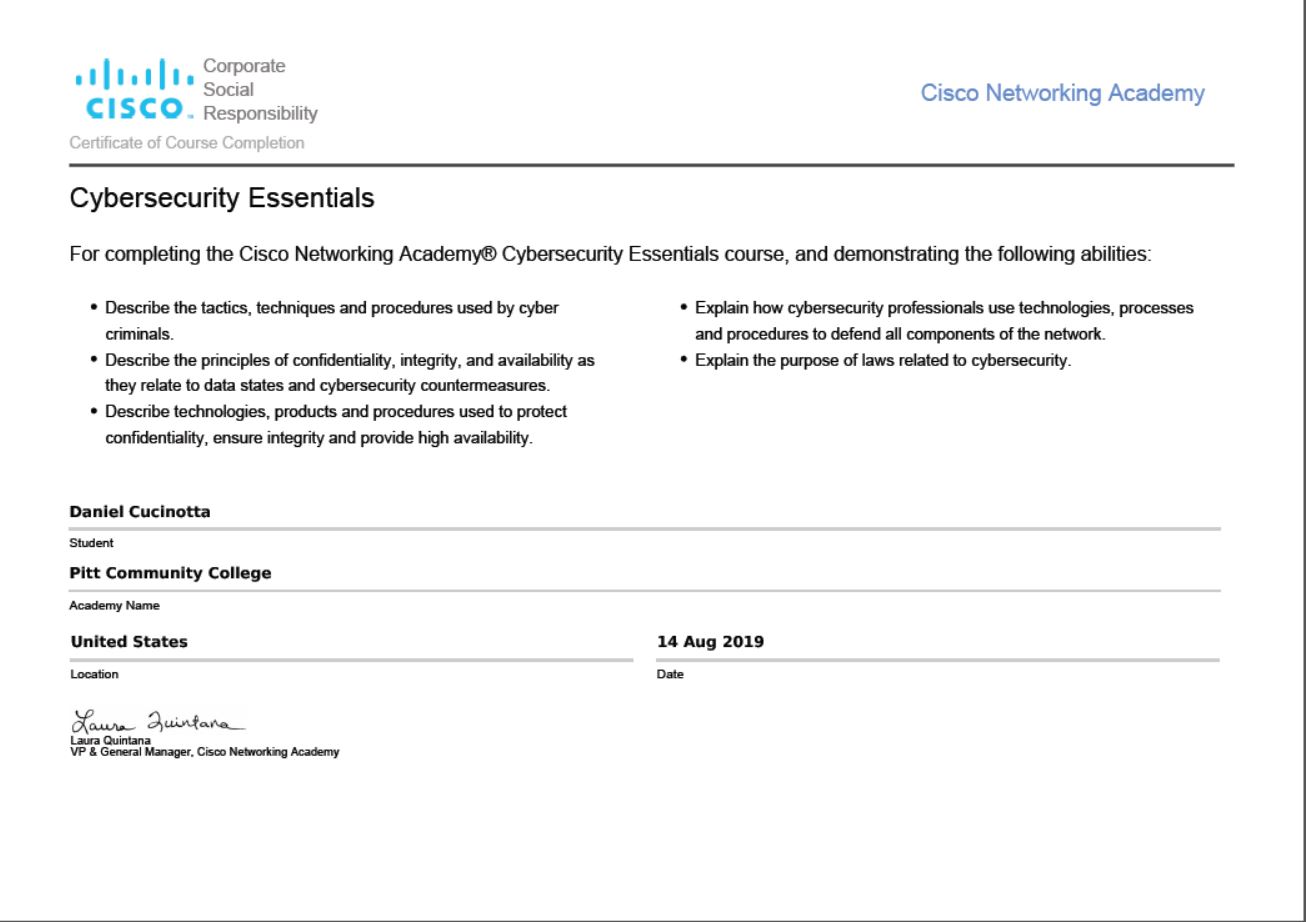 Corporate
Social
CISCO
Responsibility
Certificate of Course Completion
Cisco Networking Academy
Cybersecurity Essentials
For completing the Cisco Networking Academy® Cybersecurity Essentials course, and demonstrating the following abilities:
• Describe the tactics, techniques and procedures used by cyber
criminals.
• Describe the principles of confidentiality, integrity, and availability as
they relate to data states and cybersecurity countermeasures.
• Describe technologies, products and procedures used to protect
confidentiality, ensure integrity and provide high availability.
• Explain how cybersecurity professionals use technologies, processes
and procedures to defend all components of the network.
• Explain the purpose of laws related to cybersecurity.
Daniel Cucinotta
Student
Pitt Community College
Academy Name
United States
Location
14 Aug 2019
Date
Laura Quintana
Laura Quintana
VP & General Manager, Cisco Networking Academy